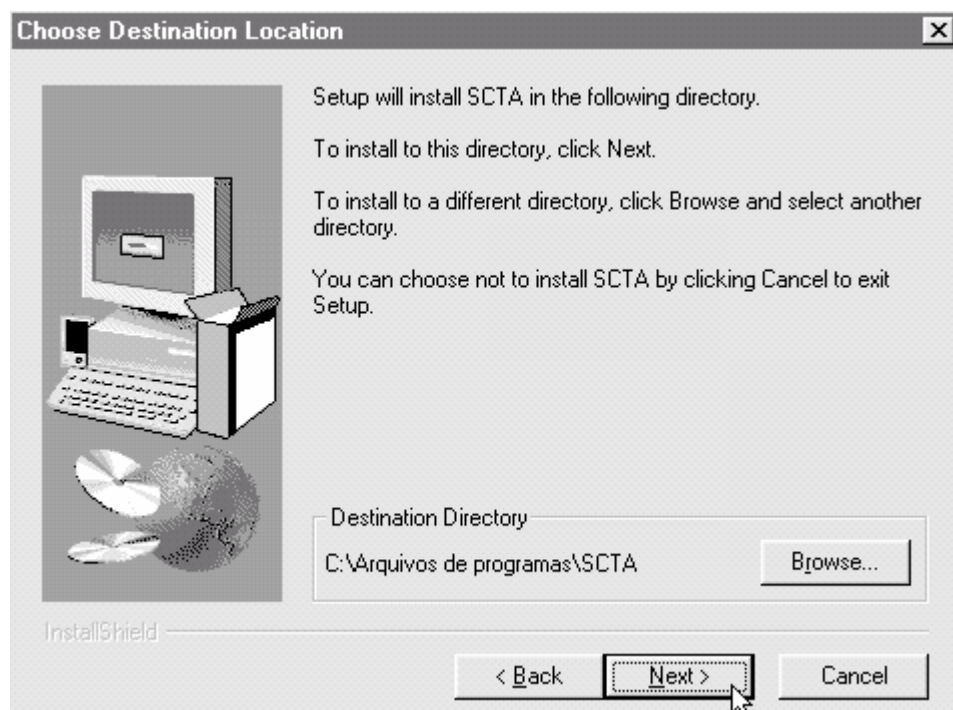 Choose Destination Location
Setup will install SCTA in the following directory.
To install to this directory, click Next.
To install to a different directory, click Browse and select another
directory.
You can choose not to install SCTA by clicking Cancel to exit
Setup.
Destination Directory
C:\Arquivos de programas\SCTA
Browse...
InstallShield
< Back
Next >
Cancel